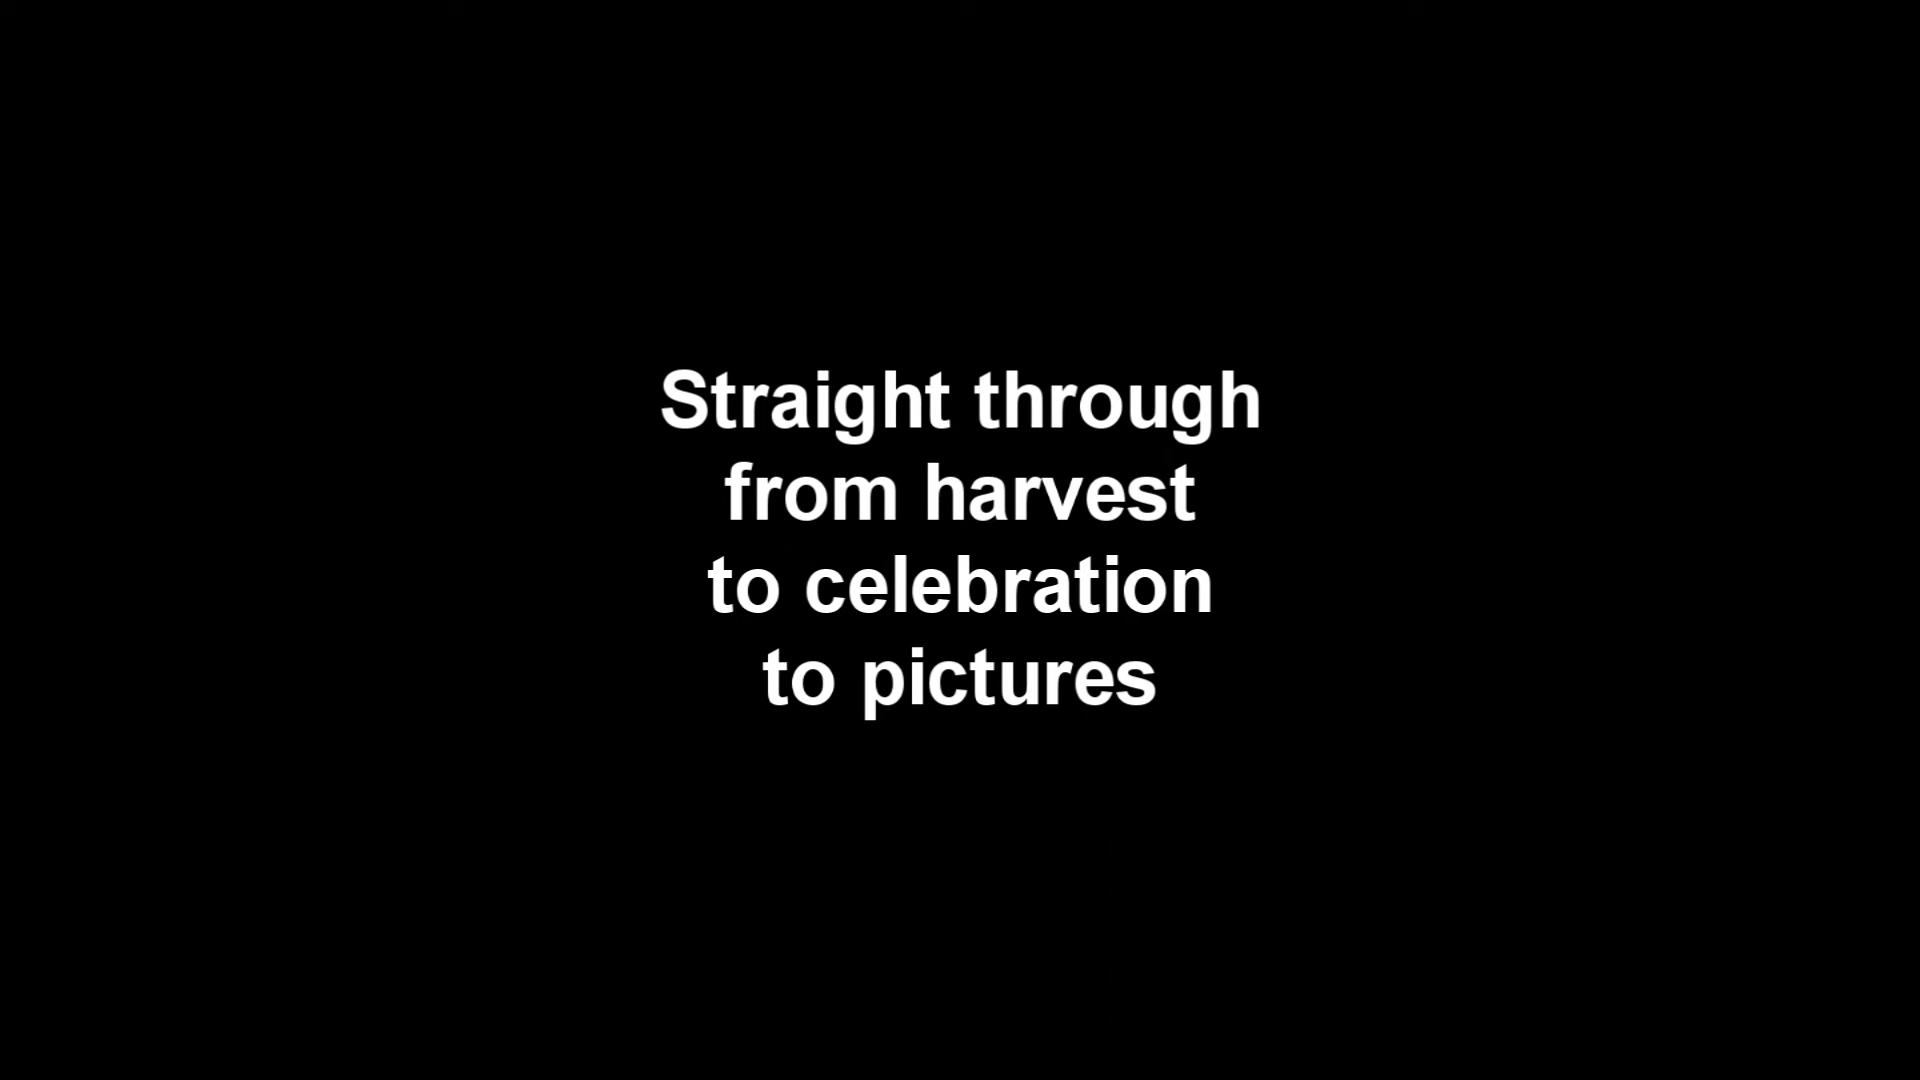 Straight through
from harvest
to celebration
to pictures